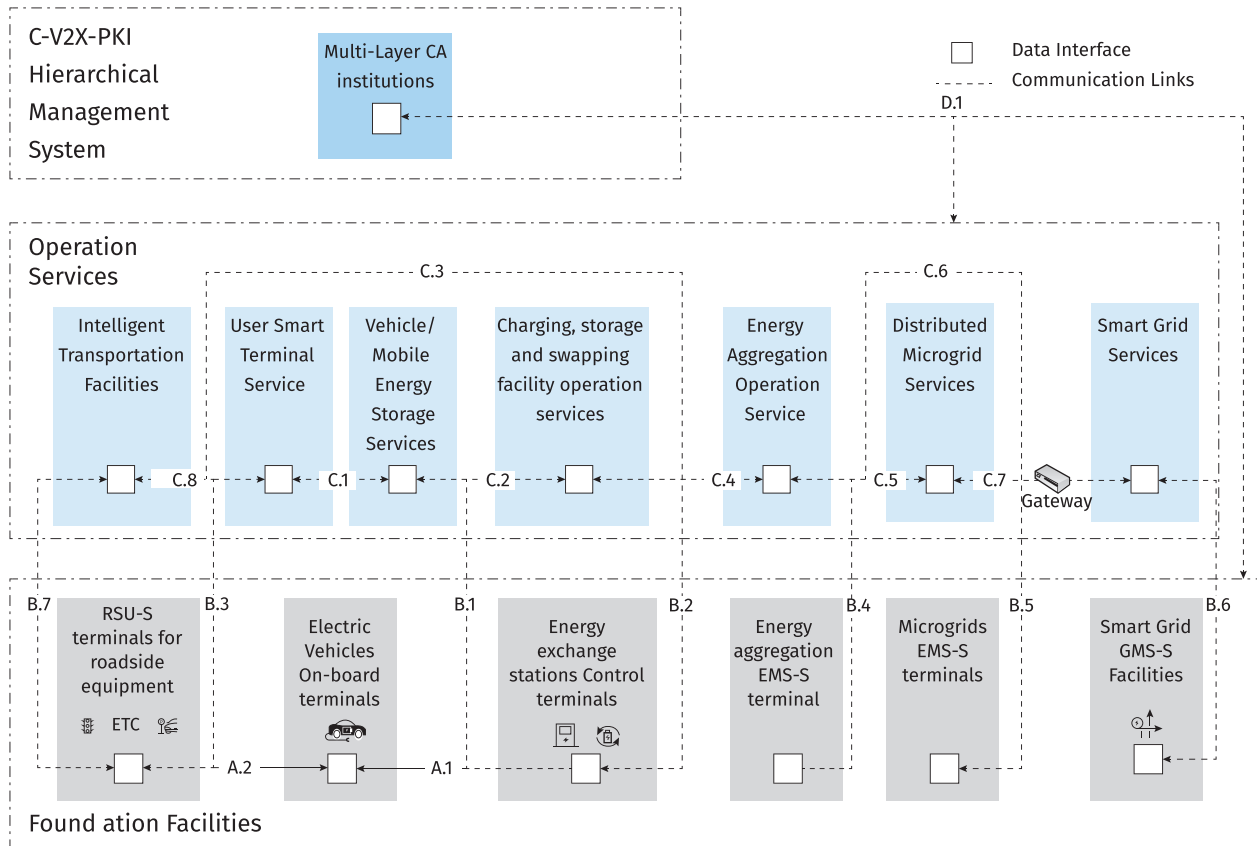 C-V2X-PKI
Hierarchical
Management
System
Multi-Layer CA
institutions
Data Interface
Communication Links
D.1
Operation
Services
C.3
C.6
Intelligent
Transportation
Facilities
User Smart
Terminal
Service
Vehicle/
Mobile
Energy
Storage
Services
Charging, storage
and swapping
facility operation
services
Energy
Aggregation
Operation
Service
Distributed
Microgrid
Services
Smart Grid
Services
C.8
C.1
C.2
C.4
C.5
C.7
Gateway
B.7
B.3
B.1
B.2
B.4
B.5
B.6
RSU-S
terminals for
roadside
equipment
ETC
Electric
Vehicles
On-board
terminals
Energy
exchange
stations Control
terminals
Energy
aggregation
EMS-S
terminal
Microgrids
EMS-S
terminals
Smart Grid
GMS-S
Facilities
A.2
A.1
Found ation Facilities